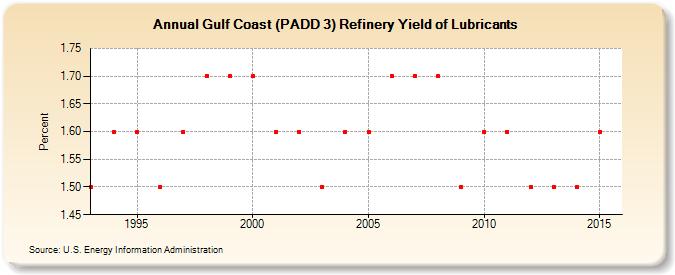 Annual Gulf Coast (PADD 3) Refinery Yield of Lubricants
Percent
1.75
1.70
1.65
1.60
1.55
1.50
1.45
1995 2000 2005 2010 2015
Source: U.S. Energy Information Administration